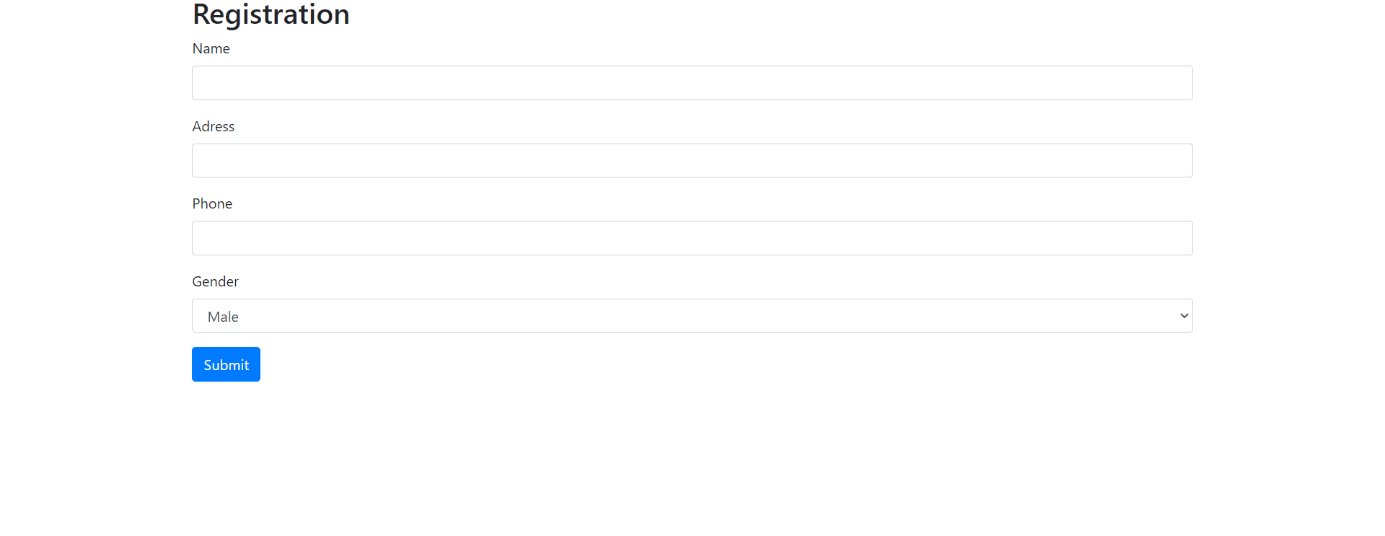 Registration
Name
Adress
Phone
Gender
Male
Submit